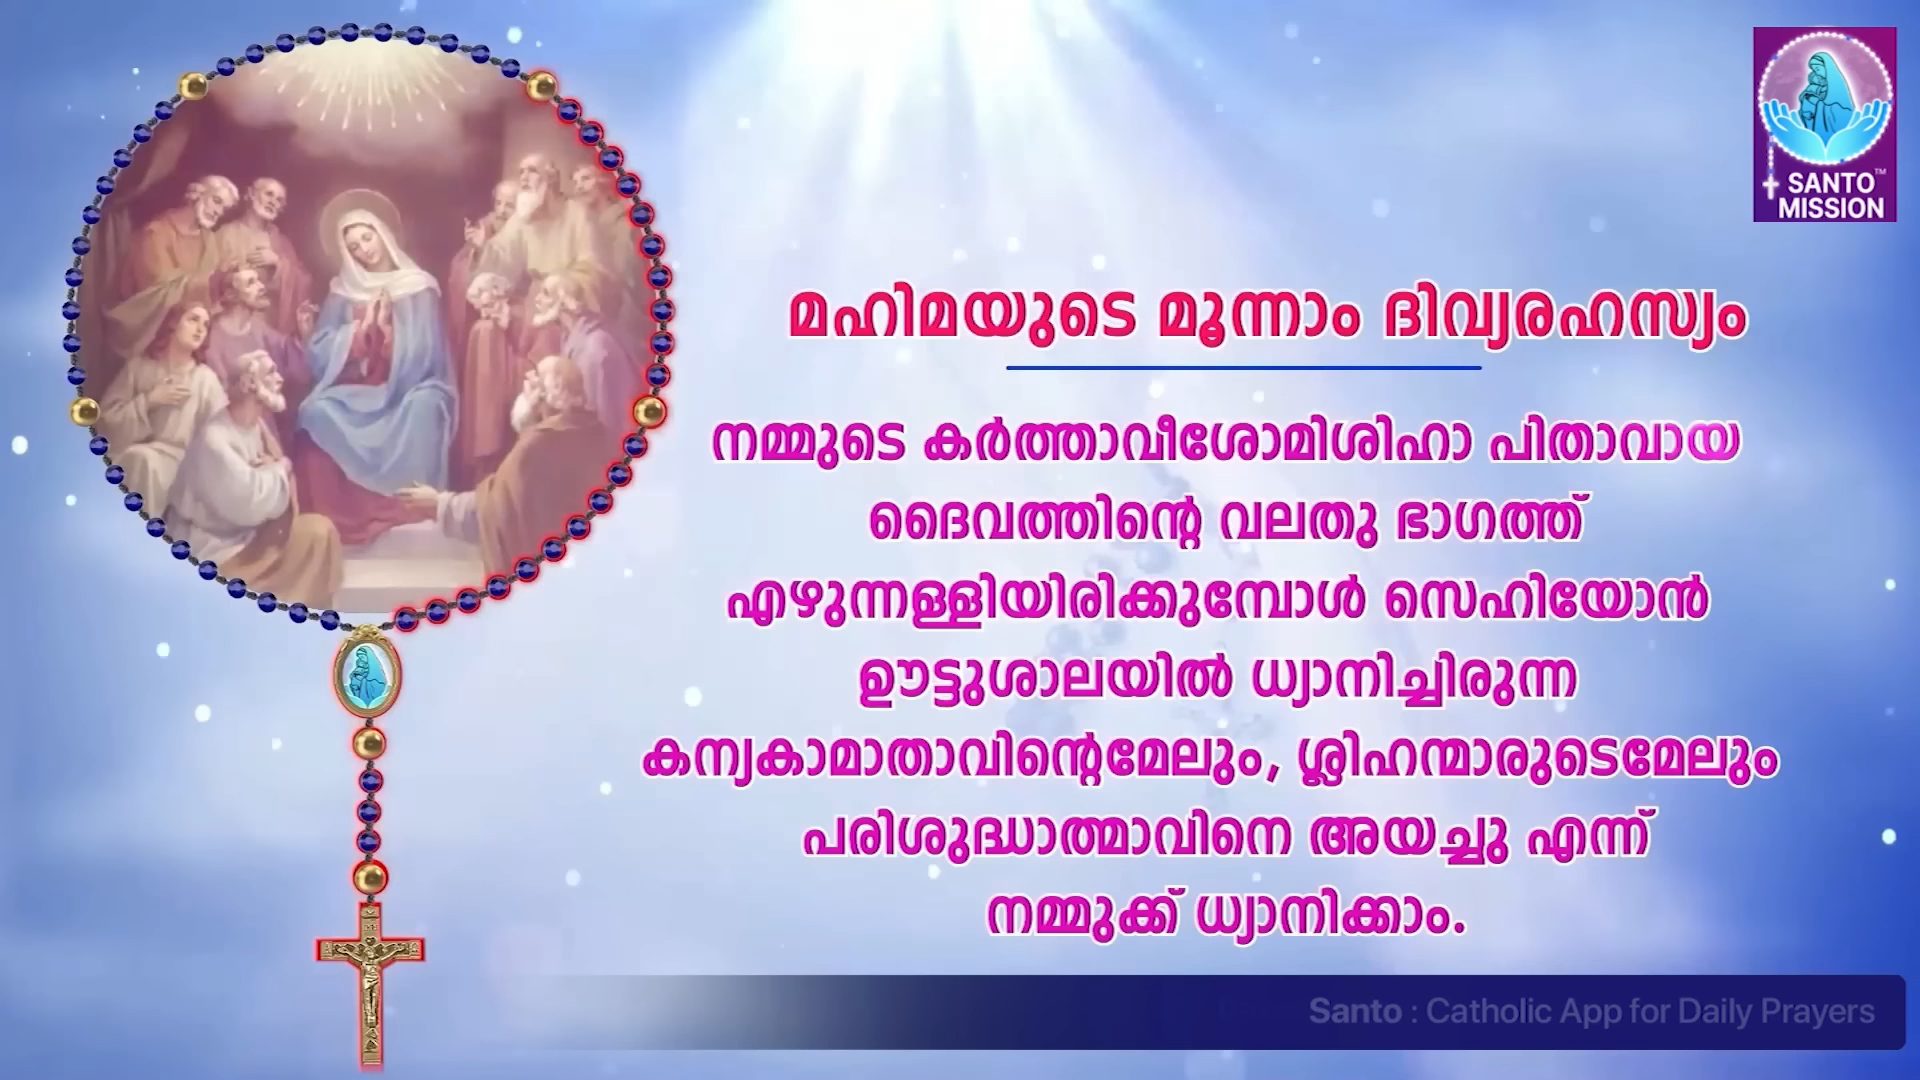 SANTO™
MISSION
മഹിമയുടെ മൂന്നാം ദിവ്യരഹസ്യം
നമ്മുടെ കർത്താവീശോമിശിഹാ പിതാവായ
ദൈവത്തിന്റെ വലതു ഭാഗത്ത്
എഴുന്നള്ളിയിരിക്കുമ്പോൾ സെഹിയോൻ
ഊട്ടുശാലയിൽ ധ്യാനിച്ചിരുന്ന
കന്യകാമാതാവിന്റെമേലും, ശ്ലിഹന്മാരുടെമേലും
പരിശുദ്ധാത്മാവിനെ അയച്ചു എന്ന്
നമ്മുക്ക് ധ്യാനിക്കാം.
Santo : Catholic App for Daily Prayers